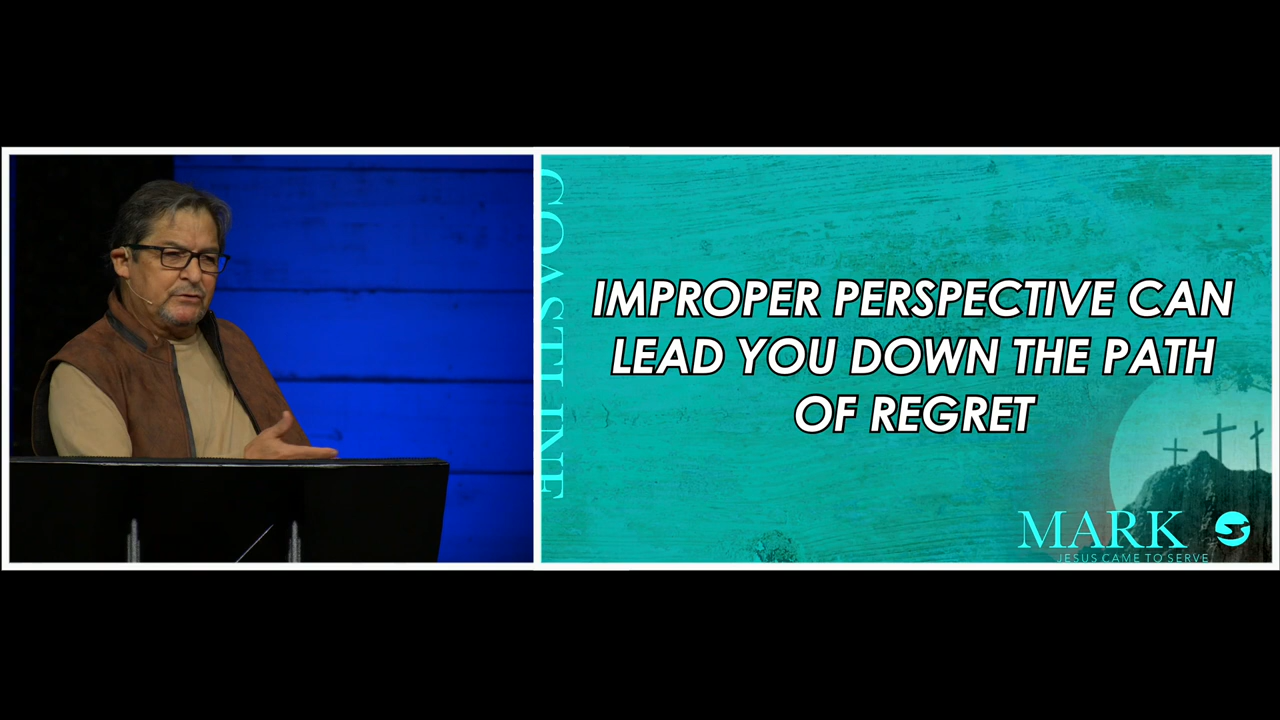 COASTLINE
IMPROPER PERSPECTIVE CAN
LEAD YOU DOWN THE PATH
OF REGRET
MARK
JESUS CAME TO SERVE